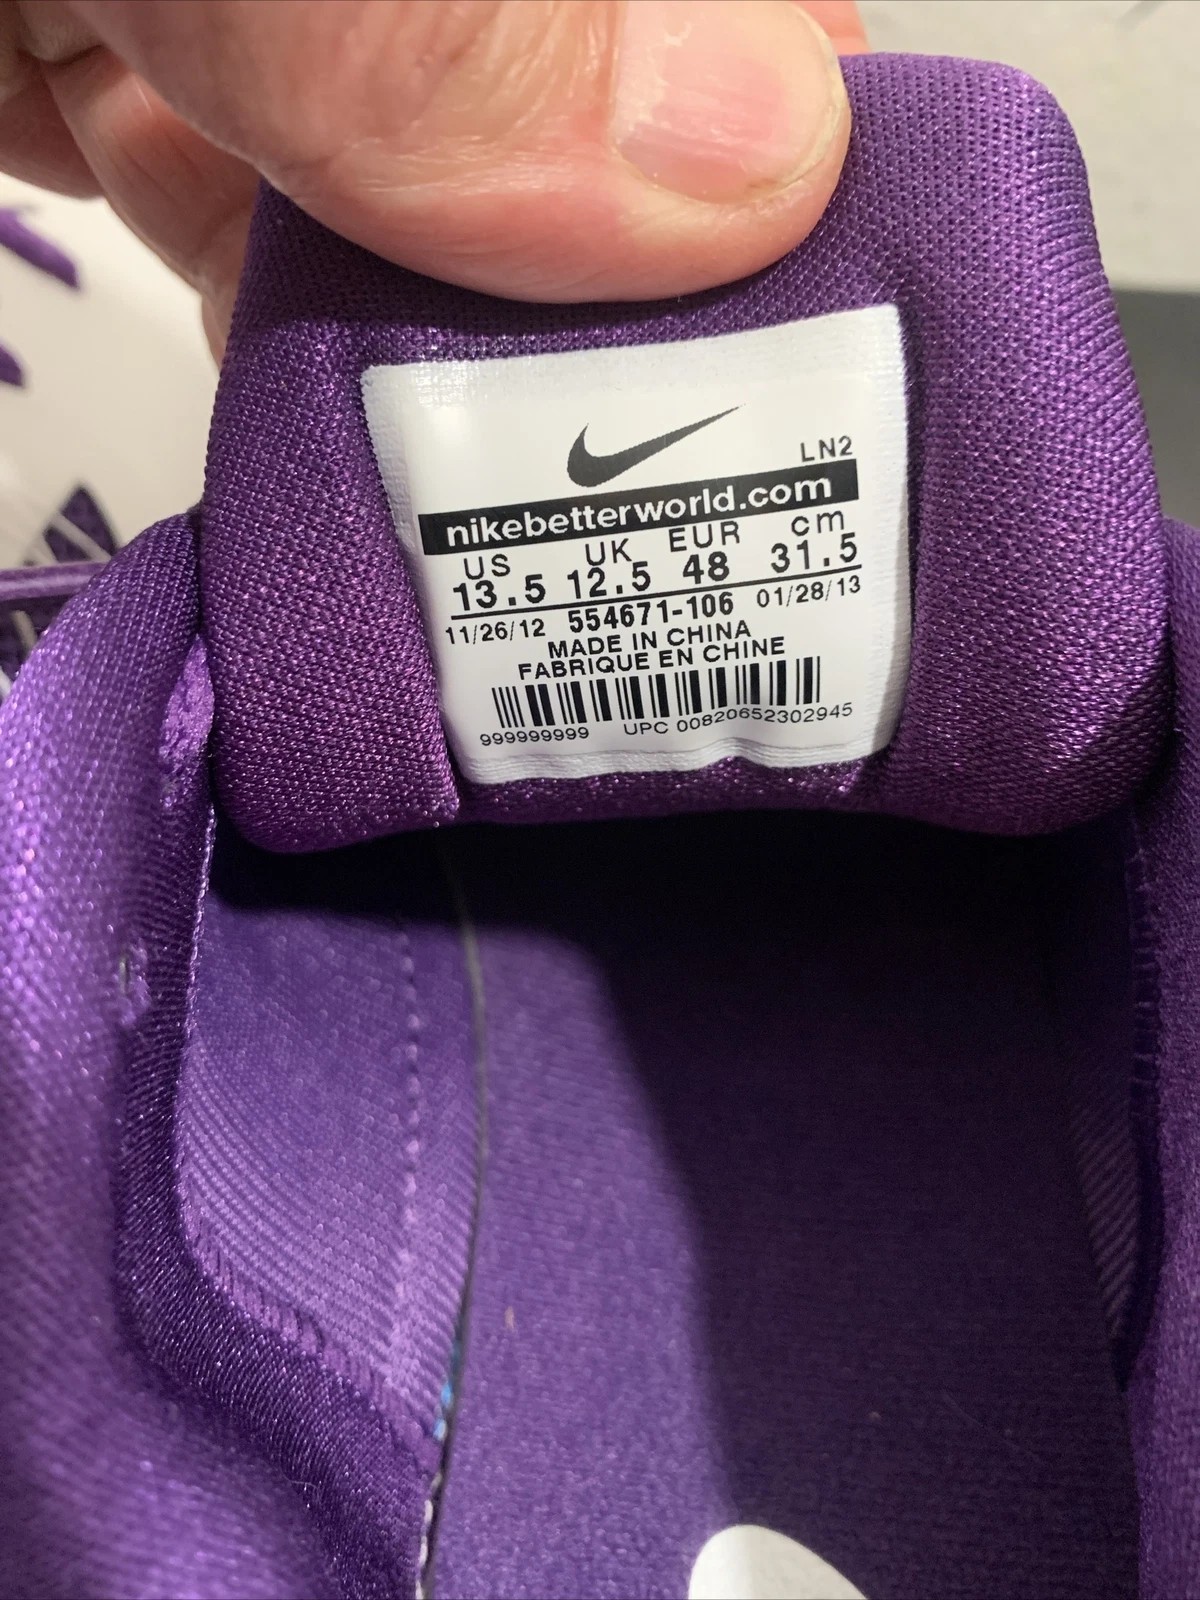 LN2
nikebetterworld.com
US UK EUR cm
13.5 12.5 48 31.5
11/26/12 554671-106 01/28/13
MADE IN CHINA
FABRIQUE EN CHINE
999999999 UPC 00820652302945